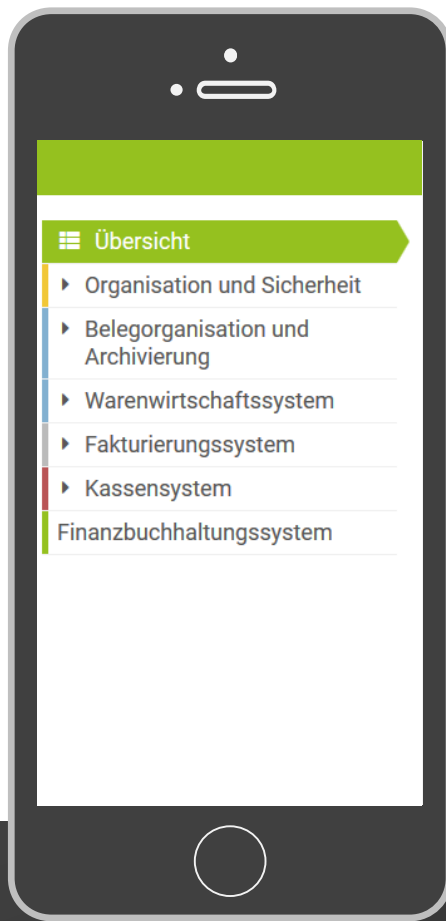 Übersicht
Organisation und Sicherheit
Belegorganisation und
Archivierung
Warenwirtschaftssystem
Fakturierungssystem
Kassensystem
Finanzbuchhaltungssystem